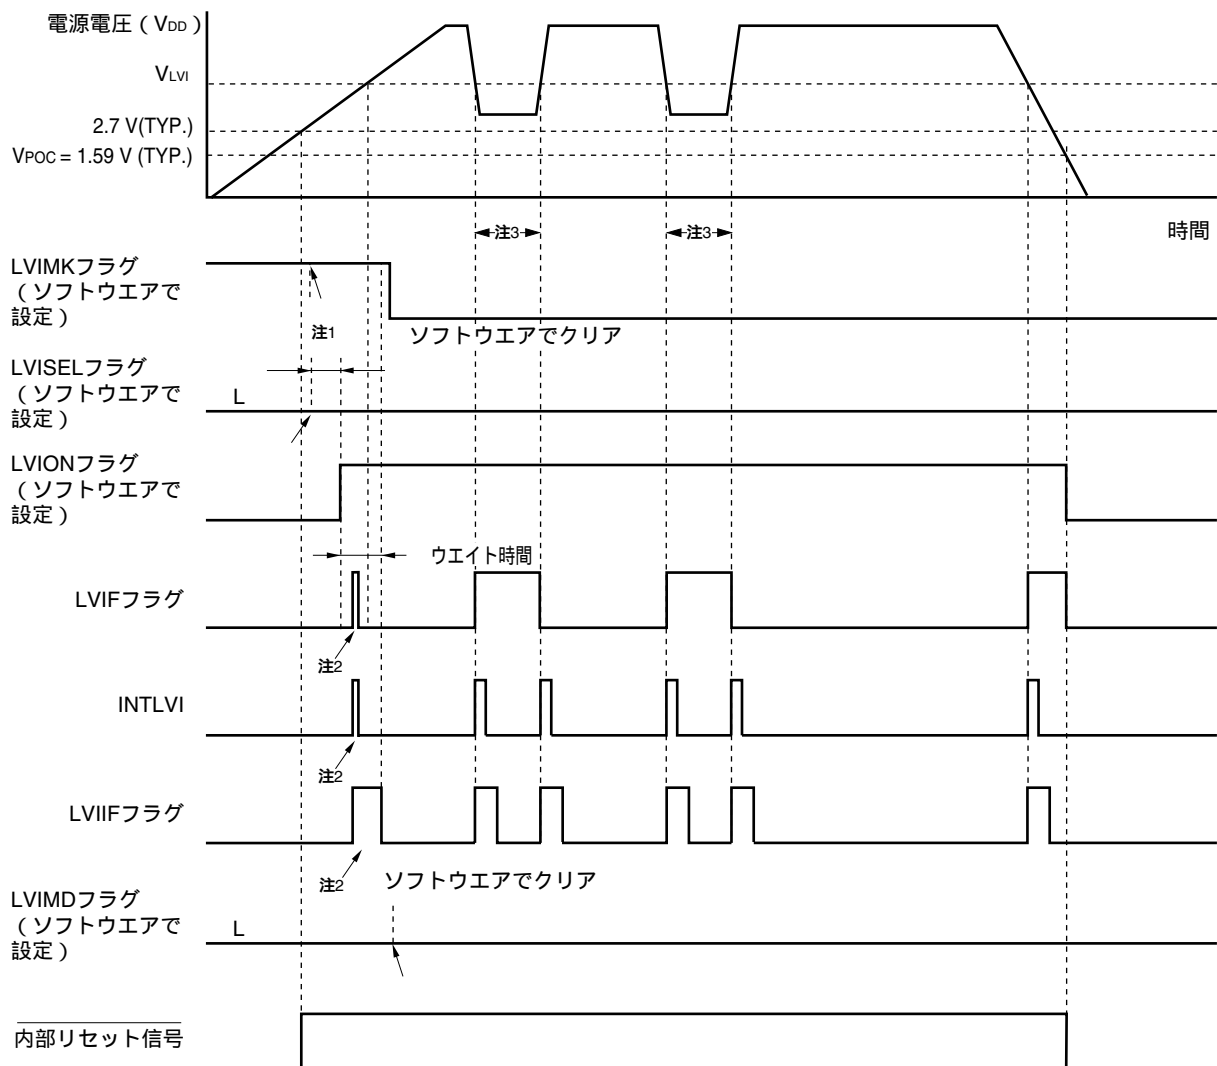 電源電圧（VDD）
VLVI
2.7 V(TYP.)
VPOC = 1.59 V (TYP.)
注3
注3
時間
LVIMKフラグ
（ソフトウエアで
設定）
注1
ソフトウエアでクリア
LVISELフラグ
（ソフトウエアで
設定）
L
LVIONフラグ
（ソフトウエアで
設定）
ウエイト時間
LVIFフラグ
注2
INTLVI
注2
LVIIFフラグ
注2
ソフトウエアでクリア
LVIMDフラグ
（ソフトウエアで
設定）
L
内部リセット信号